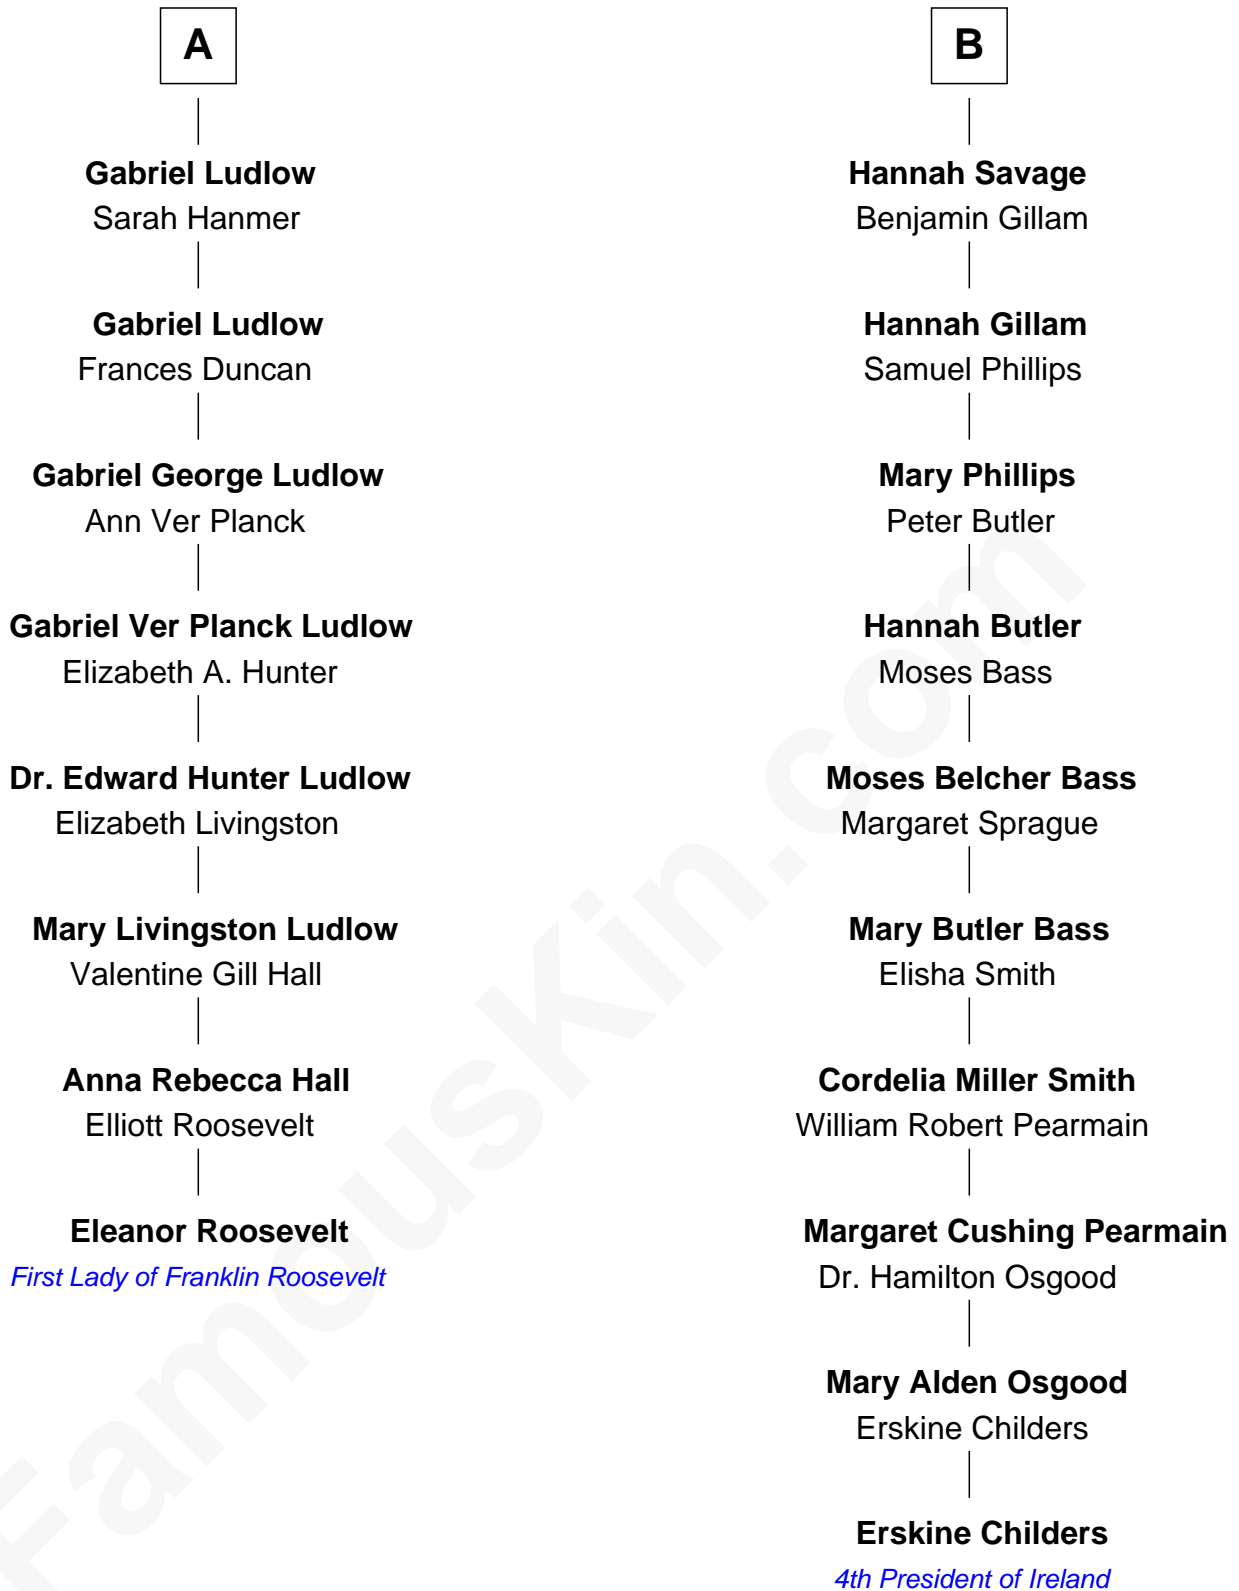 A
Gabriel Ludlow
Sarah Hanmer
Gabriel Ludlow
Frances Duncan
Gabriel George Ludlow
Ann Ver Planck
Gabriel Ver Planck Ludlow
Elizabeth A. Hunter
Dr. Edward Hunter Ludlow
Elizabeth Livingston
Mary Livingston Ludlow
Valentine Gill Hall
Anna Rebecca Hall
Elliott Roosevelt
Eleanor Roosevelt
First Lady of Franklin Roosevelt
B
Hannah Savage
Benjamin Gillam
Hannah Gillam
Samuel Phillips
Mary Phillips
Peter Butler
Hannah Butler
Moses Bass
Moses Belcher Bass
Margaret Sprague
Mary Butler Bass
Elisha Smith
Cordelia Miller Smith
William Robert Pearmain
Margaret Cushing Pearmain
Dr. Hamilton Osgood
Mary Alden Osgood
Erskine Childers
Erskine Childers
4th President of Ireland
FamousKin.com